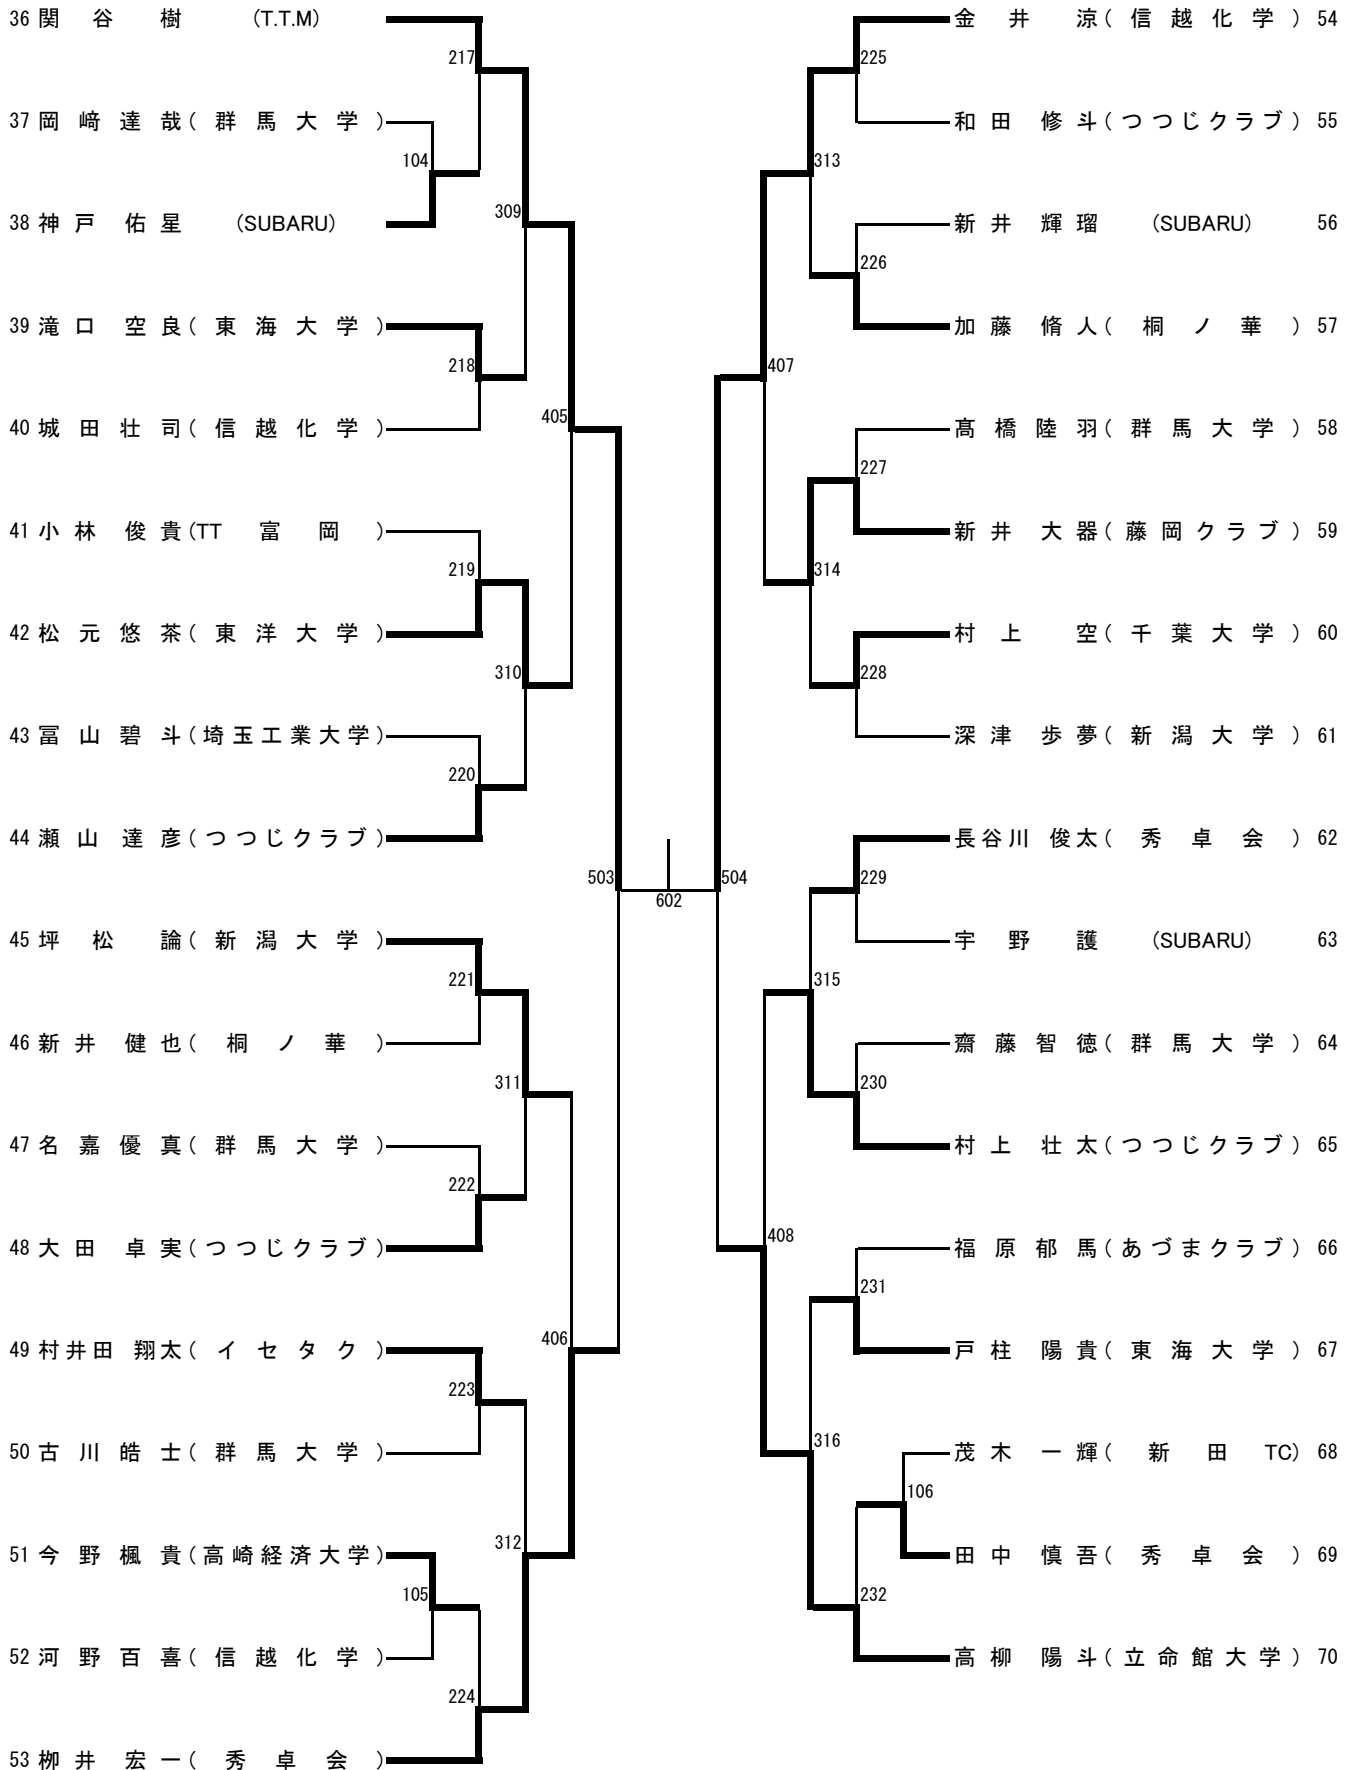 36 関谷 樹 (T.T.M)
217
37 岡﨑達哉(群馬大学)
104
38 神戸 佑星 (SUBARU)
309
39 滝口 空良(東海大学)
218
40 城田壮司(信越化学)
405
41 小林 俊貴(TT 富岡)
219
42 松元悠茶(東洋大学)
310
43 冨山碧斗(埼玉工業大学)
220
44 瀬山達彦(つつじクラブ)
503
45 坪松 論(新潟大学)
221
46 新井 健也(桐ノ華)
311
47 名嘉優真(群馬大学)
222
48 大田 卓実(つつじクラブ)
406
49 村井田 翔太(イセタク)
223
50 古川皓士(群馬大学)
312
51 今野楓貴(高崎経済大学)
105
52 河野百喜(信越化学)
224
53 栁井 宏一(秀卓会)
602
金井 涼(信越化学) 54
225
和田 修斗(つつじクラブ) 55
313
新井 輝瑠 (SUBARU) 56
226
加藤 脩人(桐ノ華) 57
407
髙橋陸羽(群馬大学) 58
227
新井 大器(藤岡クラブ) 59
314
村上 空(千葉大学) 60
228
深津 歩夢(新潟大学) 61
長谷川 俊太(秀卓会) 62
229
504
宇野 護 (SUBARU) 63
315
齋藤智徳(群馬大学) 64
230
村上 壮太(つつじクラブ) 65
408
福原郁馬(あづまクラブ) 66
231
戸柱 陽貴(東海大学) 67
316
茂木 一輝(新田 TC) 68
106
田中慎吾(秀卓会) 69
232
高柳 陽斗(立命館大学) 70